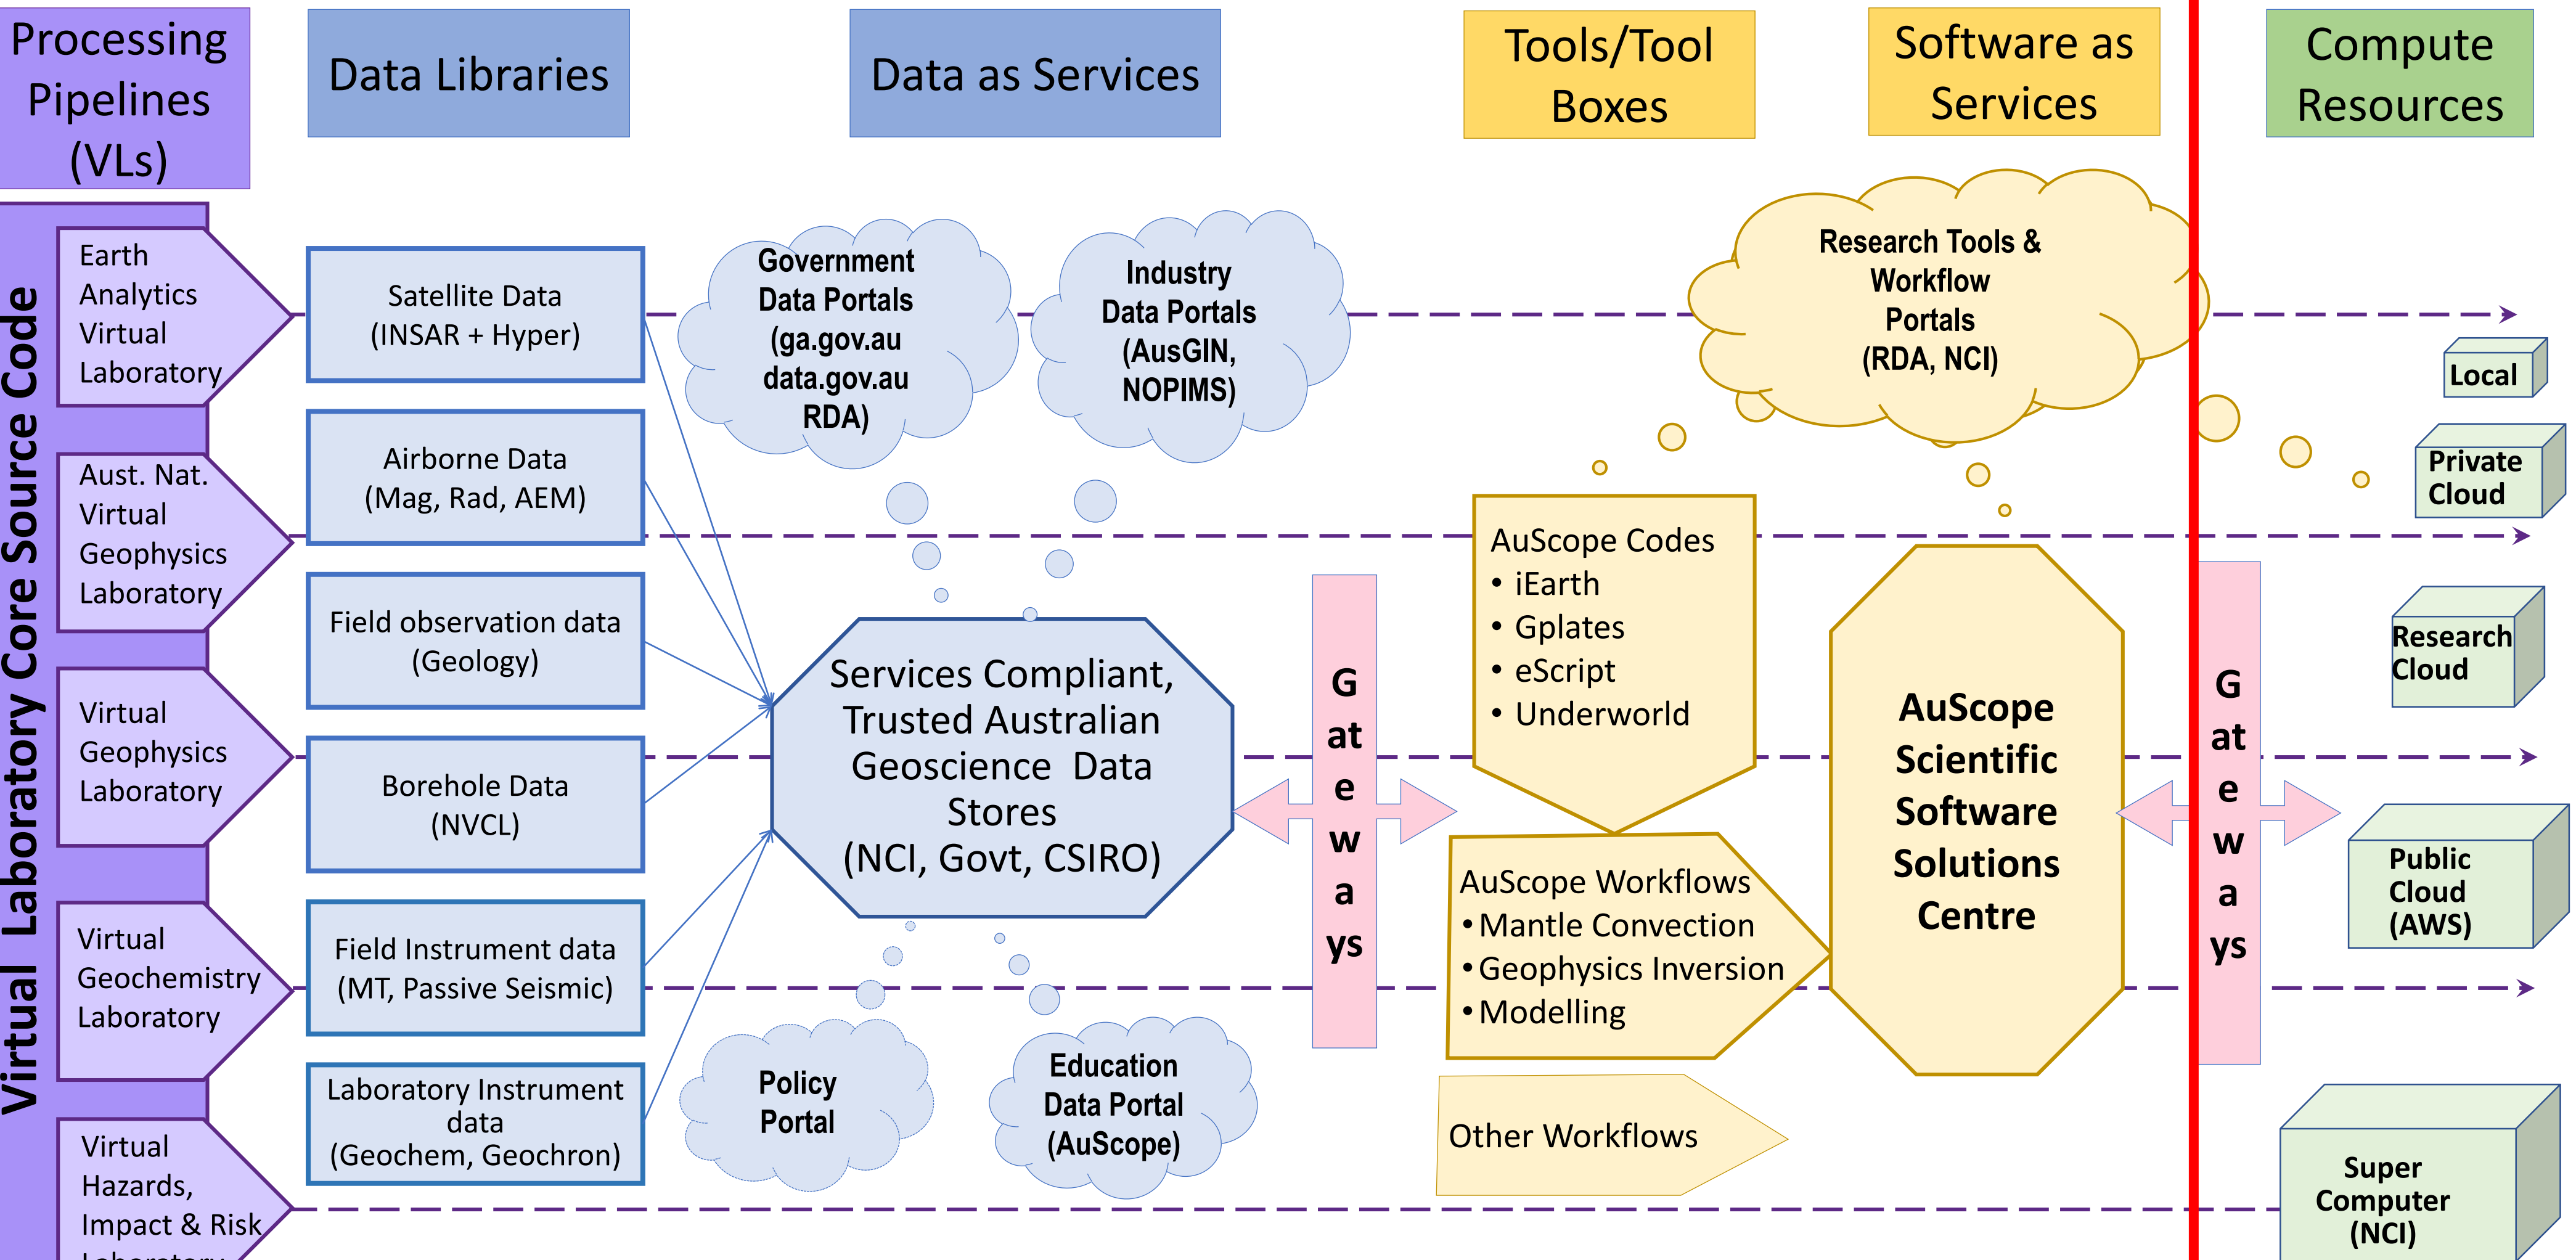 Processing
Pipelines
(VLs)
Data Libraries
Data as Services
Tools/Tool
Boxes
Software as
Services
Compute
Resources
Virtual Laboratory Core Source Code
Earth
Analytics
Virtual
Laboratory
Aust. Nat.
Virtual
Geophysics
Laboratory
Virtual
Geophysics
Laboratory
Virtual
Geochemistry
Laboratory
Virtual
Hazards,
Impact & Risk
Laboratory
Satellite Data
(INSAR + Hyper)
Airborne Data
(Mag, Rad, AEM)
Field observation data
(Geology)
Borehole Data
(NVCL)
Field Instrument data
(MT, Passive Seismic)
Laboratory Instrument
data
(Geochem, Geochron)
Government
Data Portals
(ga.gov.au
data.gov.au
RDA)
Industry
Data Portals
(AusGIN,
NOPIMS)
Services Compliant,
Trusted Australian
Geoscience Data
Stores
(NCI, Govt, CSIRO)
Policy
Portal
Education
Data Portal
(AuScope)
G
at
e
w
a
ys
AuScope Codes
• iEarth
• Gplates
• eScript
• Underworld
AuScope Workflows
• Mantle Convection
• Geophysics Inversion
• Modelling
Other Workflows
Research Tools &
Workflow
Portals
(RDA, NCI)
AuScope
Scientific
Software
Solutions
Centre
G
at
e
w
a
ys
Local
Private
Cloud
Research
Cloud
Public
Cloud
(AWS)
Super
Computer
(NCI)